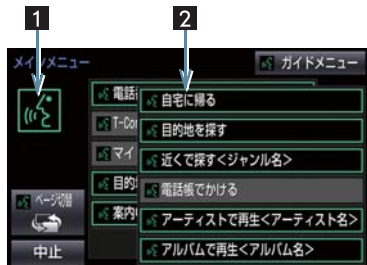 1
2
メインメニュー
ガイドメニュー
電話
自宅に帰る
T-Co
目的地を探す
マイ
近くで探す<ジャンル名>
目的
電話帳でかける
ページ切替
案内
アーティストで再生<アーティスト名>
中止
アルバムで再生<アルバム名>